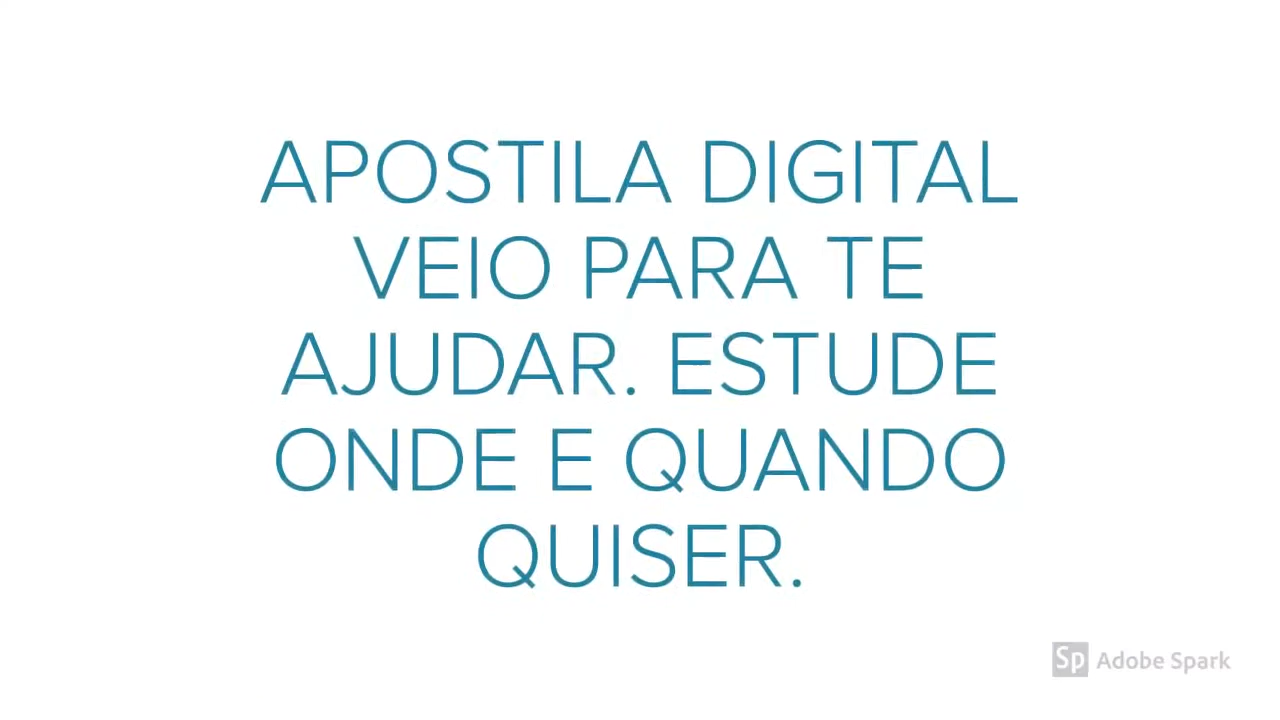 APOSTILA DIGITAL
VEIO PARA TE
AJUDAR. ESTUDE
ONDE E QUANDO
QUISER.
Sp Adobe Spark